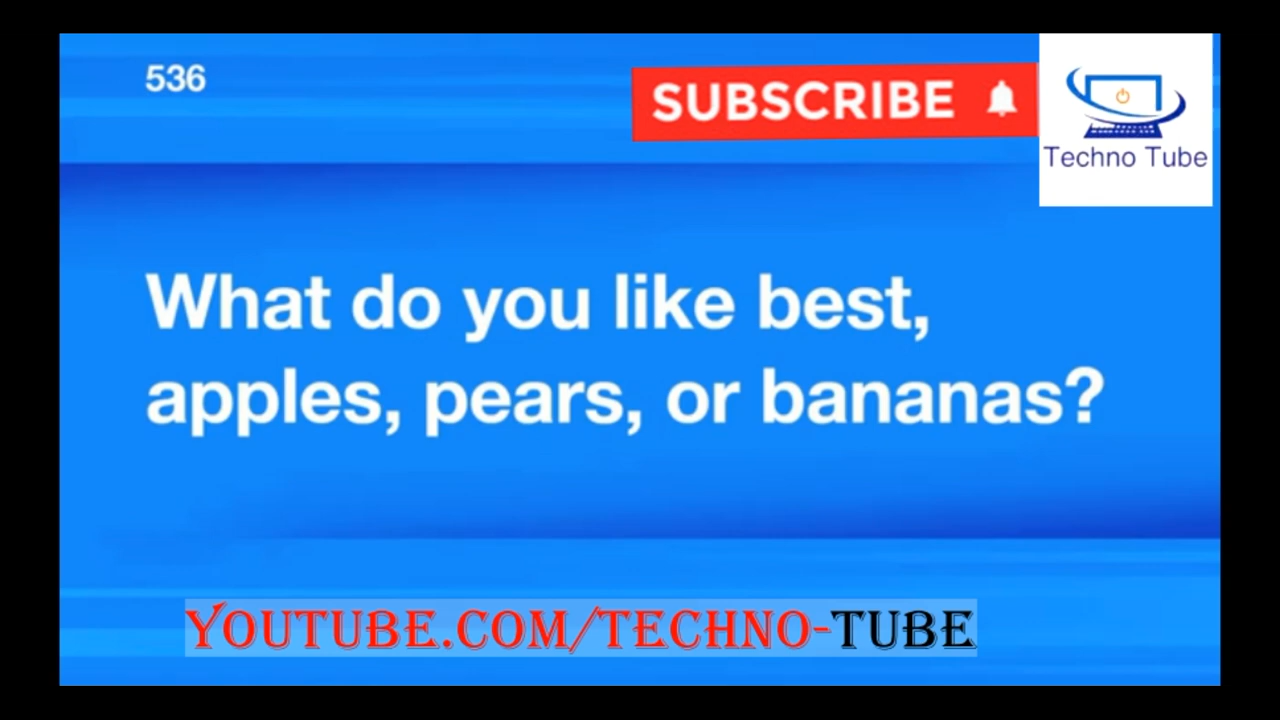 536
SUBSCRIBE
Techno Tube
What do you like best,
apples, pears, or bananas?
YOUTUBE.COM/TECHNO-TUBE